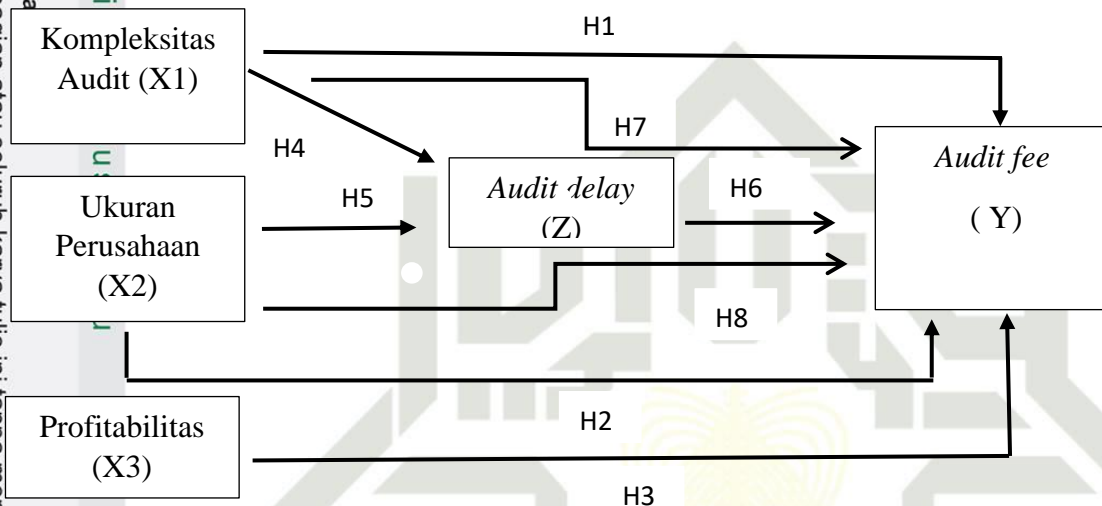 Kompleksitas
Audit (X1)
H1
H7
H4
Audit delay
(Z)
H5
H6
Audit fee
( Y)
Ukuran
Perusahaan
(X2)
H8
H2
Profitabilitas
(X3)
H3